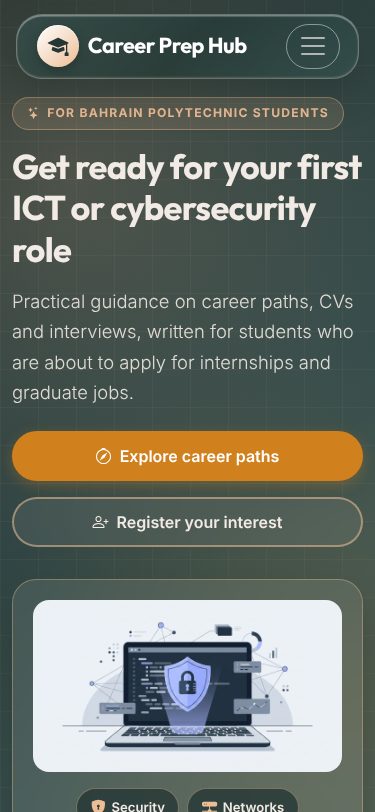 Career Prep Hub
FOR BAHRAIN POLYTECHNIC STUDENTS
Get ready for your first
ICT or cybersecurity
role
Practical guidance on career paths, CVs
and interviews, written for students who
are about to apply for internships and
graduate jobs.
Explore career paths
Register your interest
Security
Networks